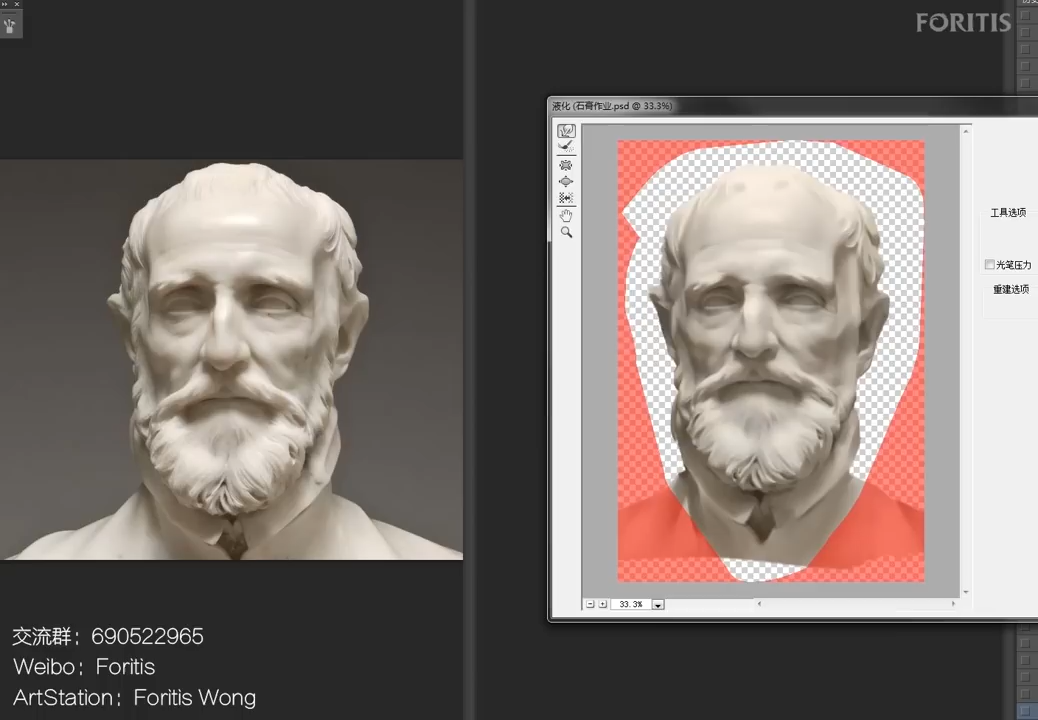 FORITIS
液化 (石膏作业.psd @ 33.3%)
工具选项
光笔压力
重建选项
33.3%
交流群：690522965
Weibo：Foritis
ArtStation：Foritis Wong